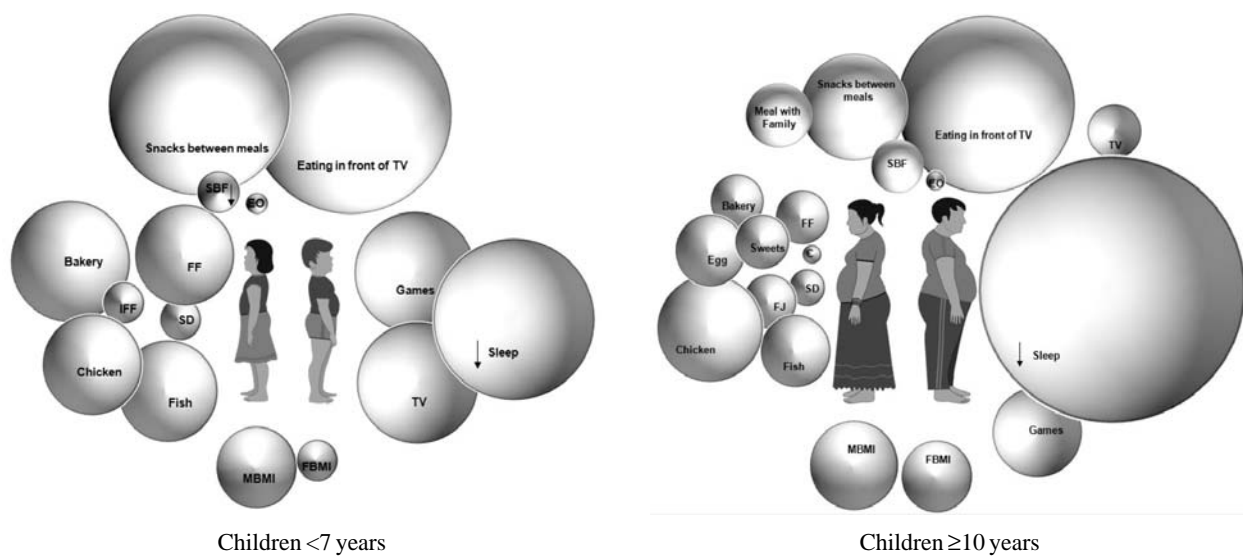 Snacks between meals
Eating in front of TV
SBF ↓
EO
Bakery
FF
IFF
SD
Chicken
Fish
Games
↓ Sleep
TV
MBMI
FBMI
Children <7 years
Snacks between
meals
Meal with
Family
Eating in front of TV
TV
SBF
EO
Bakery
FF
Egg
Sweets
C
FJ
SD
Chicken
Fish
↓ Sleep
Games
MBMI
FBMI
Children ≥10 years